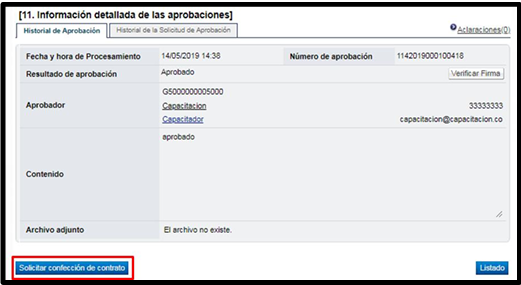 [11. Información detallada de las aprobaciones]
Historial de Aprobación Historial de la Solicitud de Aprobación Aclaraciones(0)
Fecha y hora de Procesamiento 14/05/2019 14:38 Número de aprobación 1142019000100418
Resultado de aprobación Aprobado Verificar Firma
Aprobador G5000000005000
Capacitacion 33333333
Capacitador capacitacion@capacitacion.co
Contenido aprobado
Archivo adjunto El archivo no existe.
Solicitar confección de contrato Listado